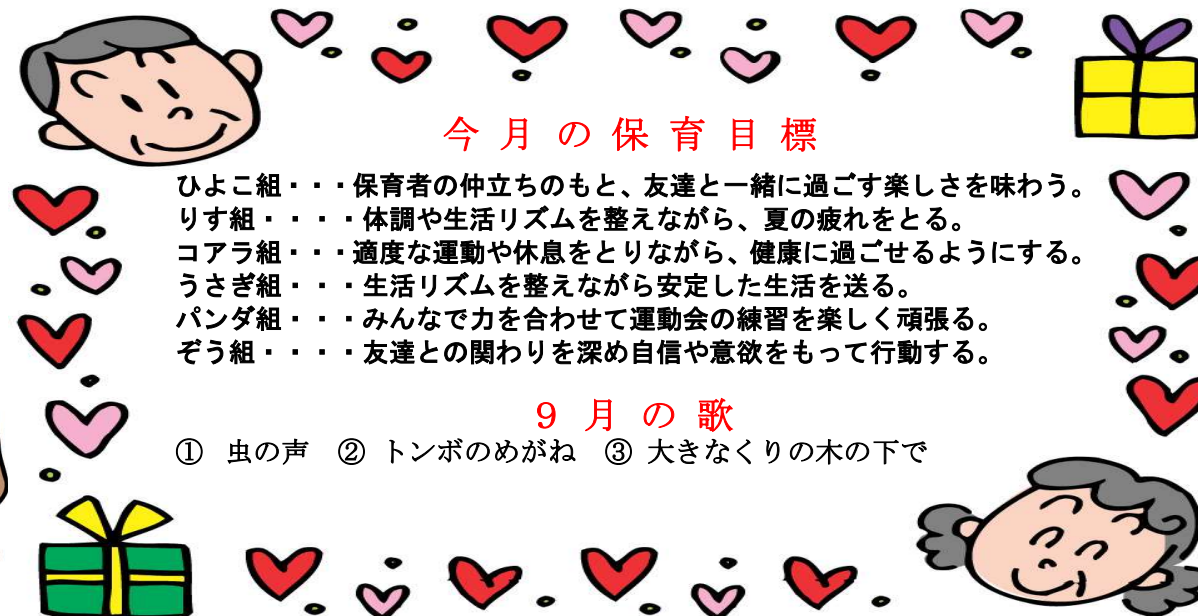 今月の保育目標
ひよこ組・・・保育者の仲立ちのもと、友達と一緒に過ごす楽しさを味わう。
りす組・・・・体調や生活リズムを整えながら、夏の疲れをとる。
コアラ組・・・適度な運動や休息をとりながら、健康に過ごせるようにする。
うさぎ組・・・生活リズムを整えながら安定した生活を送る。
パンダ組・・・みんなで力を合わせて運動会の練習を楽しく頑張る。
ぞう組・・・・友達との関わりを深め自信や意欲をもって行動する。
９月の歌
① 虫の声 ② トンボのめがね ③ 大きなくりの木の下で